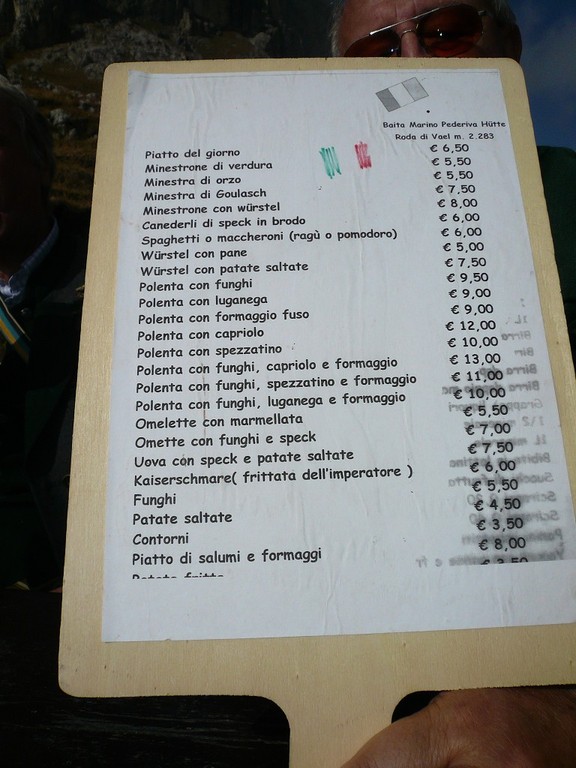 Baita Marino Pederiva Hütte
Roda di Vael m. 2.283
Piatto del giorno € 6,50
Minestrone di verdura € 5,50
Minestra di orzo € 5,50
Minestra di Goulasch € 7,50
Minestrone con würstel € 8,00
Canederli di speck in brodo € 6,00
Spaghetti o maccheroni (ragù o pomodoro) € 6,00
Würstel con pane € 5,00
Würstel con patate saltate € 7,50
Polenta con funghi € 9,50
Polenta con luganega € 9,00
Polenta con formaggio fuso € 9,00
Polenta con capriolo € 12,00
Polenta con spezzatino € 10,00
Polenta con funghi, capriolo e formaggio € 13,00
Polenta con funghi, spezzatino e formaggio € 11,00
Polenta con funghi, luganega e formaggio € 10,00
Omelette con marmellata € 5,50
Omette con funghi e speck € 7,00
Uova con speck e patate saltate € 7,50
Kaiserschmare( frittata dell'imperatore ) € 6,00
Funghi € 5,50
Patate saltate € 4,50
Contorni € 3,50
Piatto di salumi e formaggi € 8,00
Patate fritte € 3,50